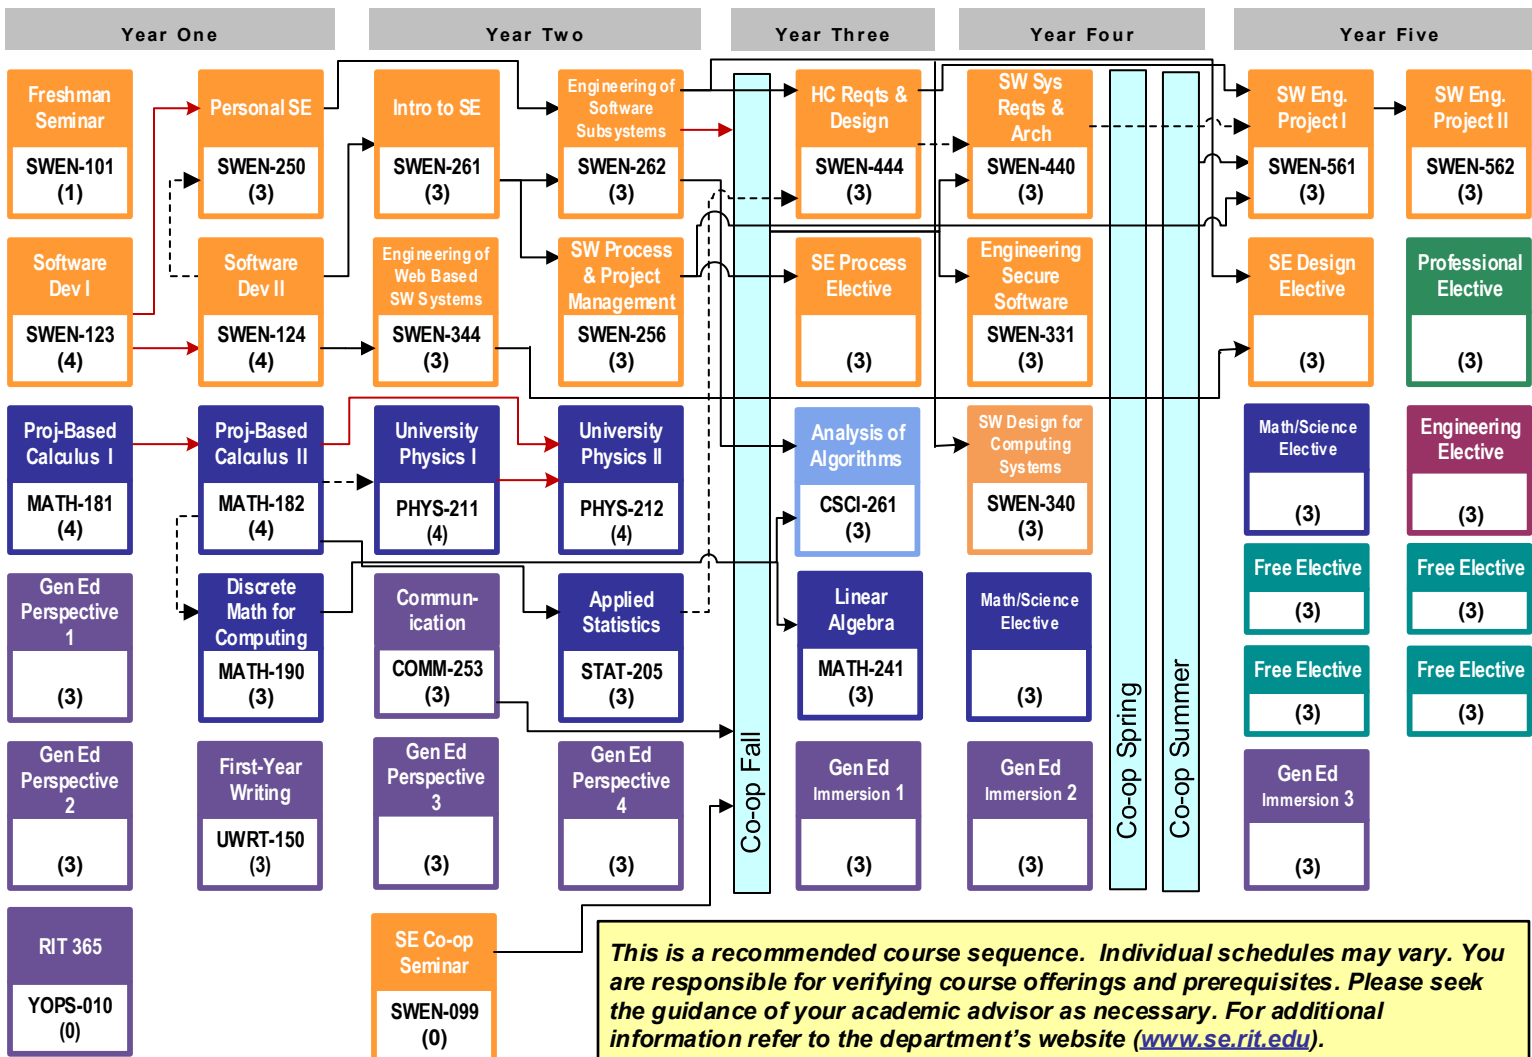 Year One
Year Two
Year Three
Year Four
Year Five
Freshman
Seminar
SWEN-101
(1)
Personal SE
SWEN-250
(3)
Intro to SE
SWEN-261
(3)
Engineering of
Software
Subsystems
SWEN-262
(3)
HC Reqts &
Design
SWEN-444
(3)
SW Sys
Reqts &
Arch
SWEN-440
(3)
SW Eng.
Project I
SWEN-561
(3)
SW Eng.
Project II
SWEN-562
(3)
Software
Dev I
SWEN-123
(4)
Software
Dev II
SWEN-124
(4)
Engineering of
Web Based
SW Systems
SWEN-344
(3)
SW Process
& Project
Management
SWEN-256
(3)
SE Process
Elective
(3)
Engineering
Secure
Software
SWEN-331
(3)
SE Design
Elective
(3)
Professional
Elective
(3)
Proj-Based
Calculus I
MATH-181
(4)
Proj-Based
Calculus II
MATH-182
(4)
University
Physics I
PHYS-211
(4)
University
Physics II
PHYS-212
(4)
Analysis of
Algorithms
CSCI-261
(3)
SW Design for
Computing
Systems
SWEN-340
(3)
Math/Science
Elective
(3)
Engineering
Elective
(3)
Gen Ed
Perspective
1
(3)
Discrete
Math for
Computing
MATH-190
(3)
Commun-
ication
COMM-253
(3)
Applied
Statistics
STAT-205
(3)
Linear
Algebra
MATH-241
(3)
Math/Science
Elective
(3)
Free Elective
(3)
Free Elective
(3)
Free Elective
(3)
Free Elective
(3)
Gen Ed
Perspective
2
(3)
First-Year
Writing
UWRT-150
(3)
Gen Ed
Perspective
3
(3)
Gen Ed
Perspective
4
(3)
Co-op Fall
Gen Ed
Immersion 1
(3)
Gen Ed
Immersion 2
(3)
Co-op Spring
Co-op Summer
Gen Ed
Immersion 3
(3)
RIT 365
YOPS-010
(0)
SE Co-op
Seminar
SWEN-099
(0)
This is a recommended course sequence.  Individual schedules may vary. You
are responsible for verifying course offerings and prerequisites. Please seek
the guidance of your academic advisor as necessary. For additional
information refer to the department's website (www.se.rit.edu).